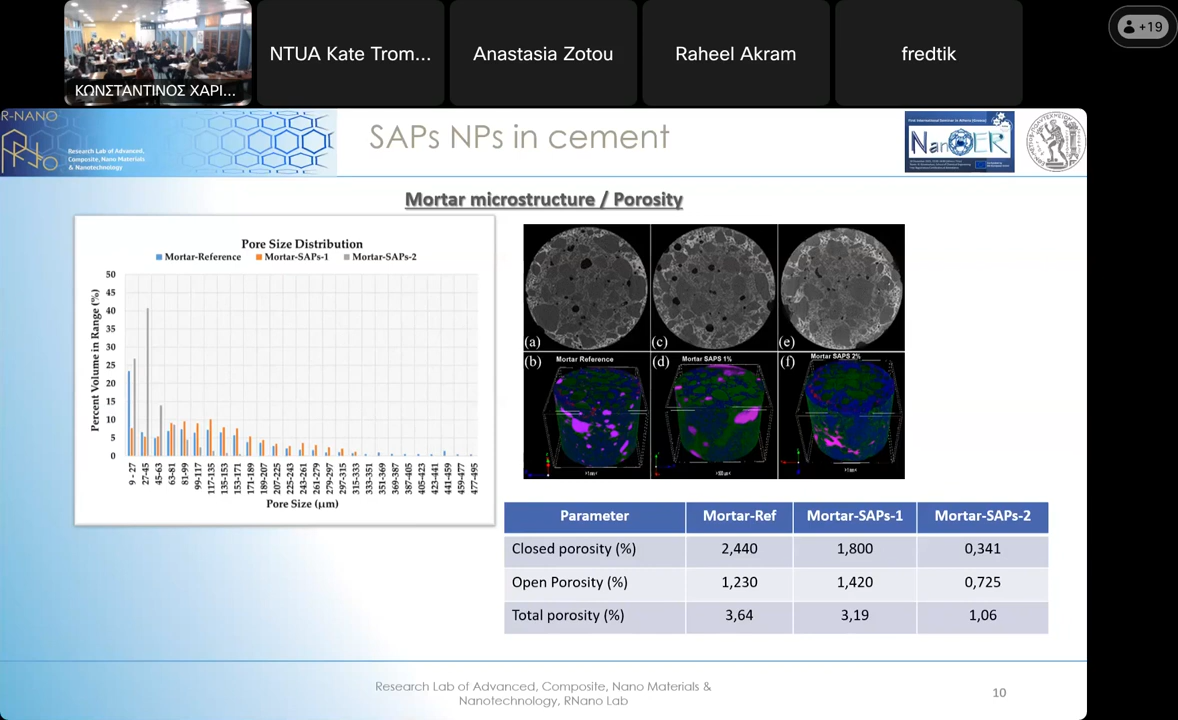 ΚΩΝΣΤΑΝΤΙΝΟΣ ΧΑΡΙ...
NTUA Kate Trom...
Anastasia Zotou
Raheel Akram
fredtik
+19
R-NANO
Research Lab of Advanced,
Composite, Nano Materials
& Nanotechnology
SAPs NPs in cement
Mortar microstructure / Porosity
Pore Size Distribution
Mortar-Reference Mortar-SAPs-1 Mortar-SAPs-2
Percent Volume in Range (%)
50
45
40
35
30
25
20
15
10
5
0
9 - 27
27-45
45-63
63-81
81-99
99-117
117-135
135-153
153-171
171-189
189-207
207-225
225-243
243-261
261-279
279-297
297-315
315-333
333-351
351-369
369-387
387-405
405-423
423-441
441-459
459-477
477-495
Pore Size (μm)
(a) (c) (e)
(b) Mortar Reference
(d) Mortar SAPS 1%
(f) Mortar SAPS 2%
Parameter Mortar-Ref Mortar-SAPs-1 Mortar-SAPs-2
Closed porosity (%) 2,440 1,800 0,341
Open Porosity (%) 1,230 1,420 0,725
Total porosity (%) 3,64 3,19 1,06
Research Lab of Advanced, Composite, Nano Materials &
Nanotechnology, RNano Lab
10